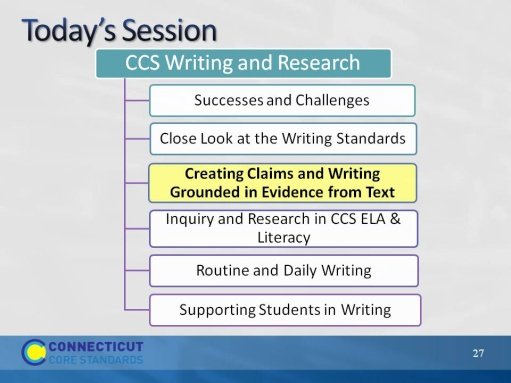 Today's Session
CCS Writing and Research
Successes and Challenges
Close Look at the Writing Standards
Creating Claims and Writing
Grounded in Evidence from Text
Inquiry and Research in CCS ELA &
Literacy
Routine and Daily Writing
Supporting Students in Writing
CONNECTICUT
CORE STANDARDS
27